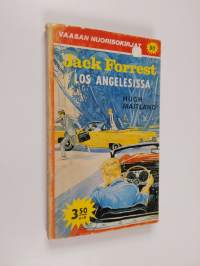 VAASAN NUORISOKIRJAT
Jack Forrest
LOS ANGELESISSA
HUGH
MAITLAND
3,50